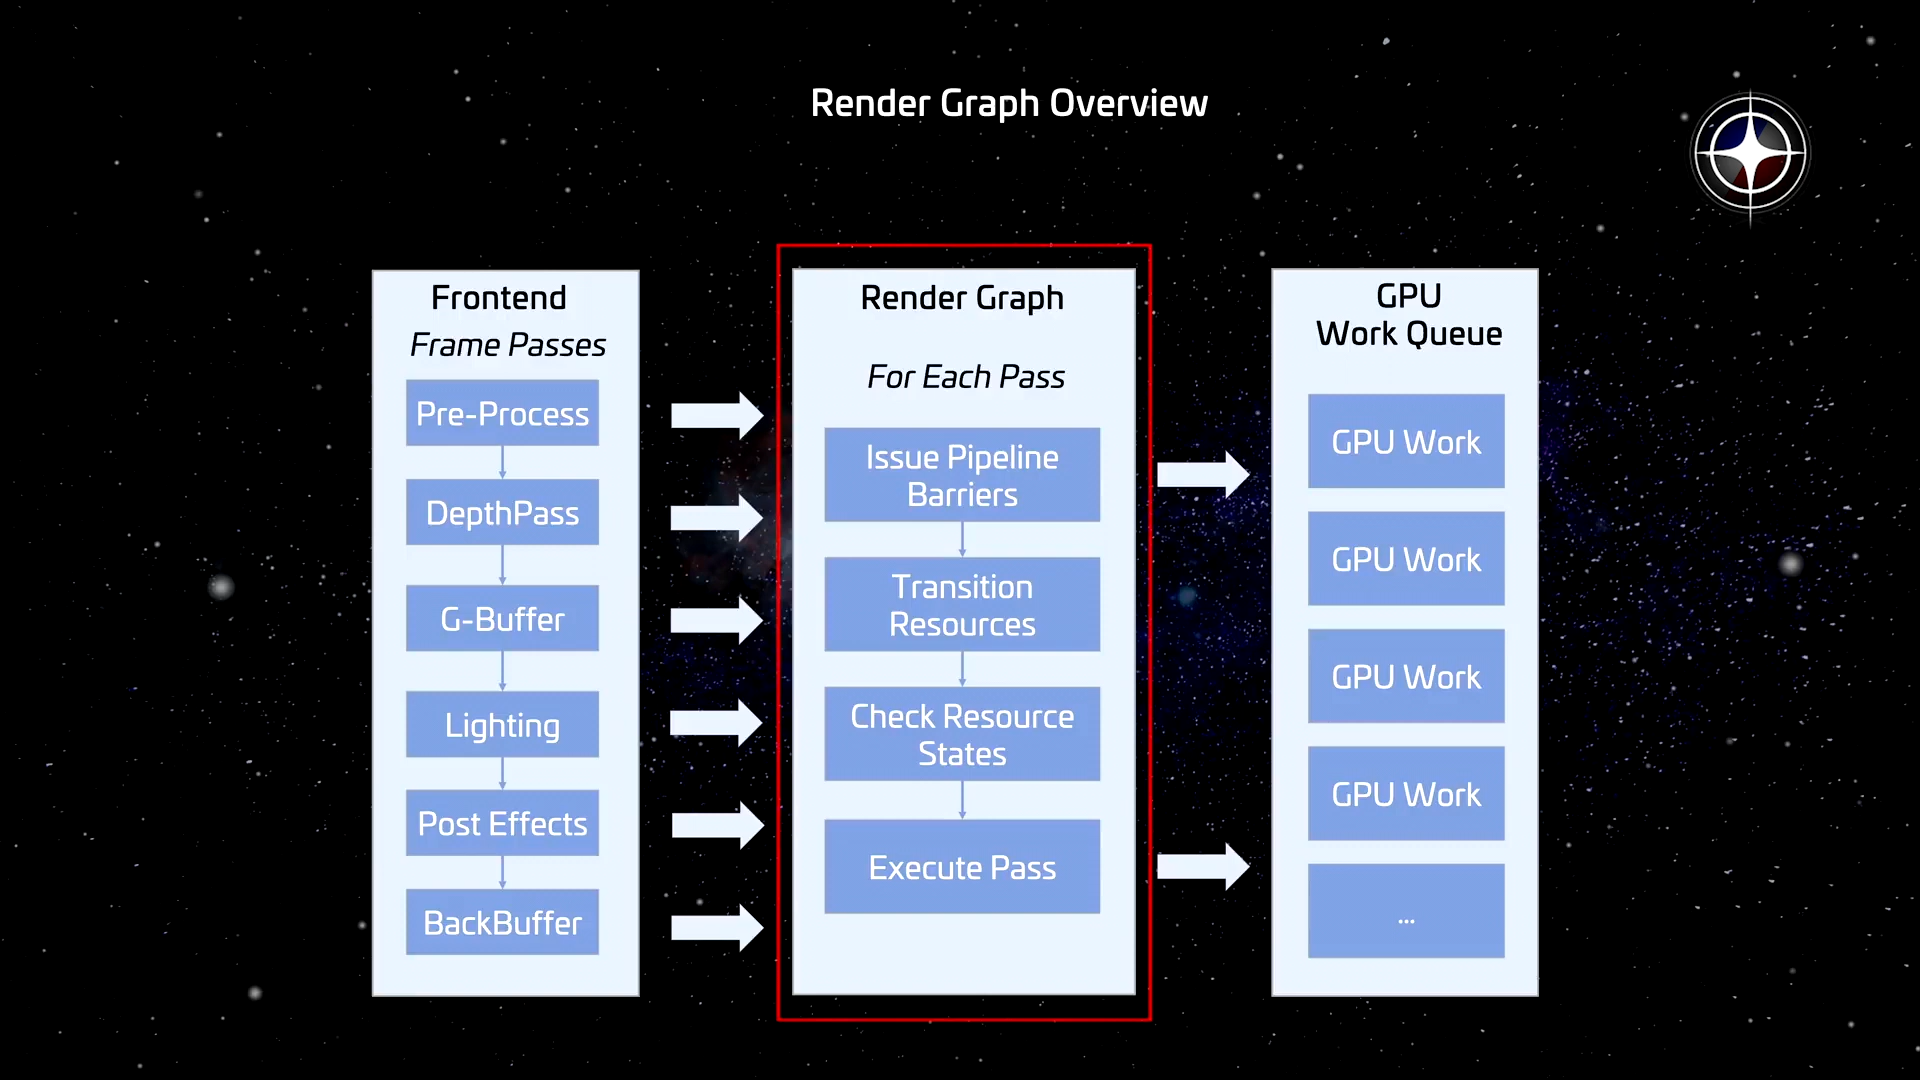 Render Graph Overview
Frontend
Frame Passes
Pre-Process
DepthPass
G-Buffer
Lighting
Post Effects
BackBuffer
Render Graph
For Each Pass
Issue Pipeline
Barriers
Transition
Resources
Check Resource
States
Execute Pass
GPU
Work Queue
GPU Work
GPU Work
GPU Work
GPU Work
...